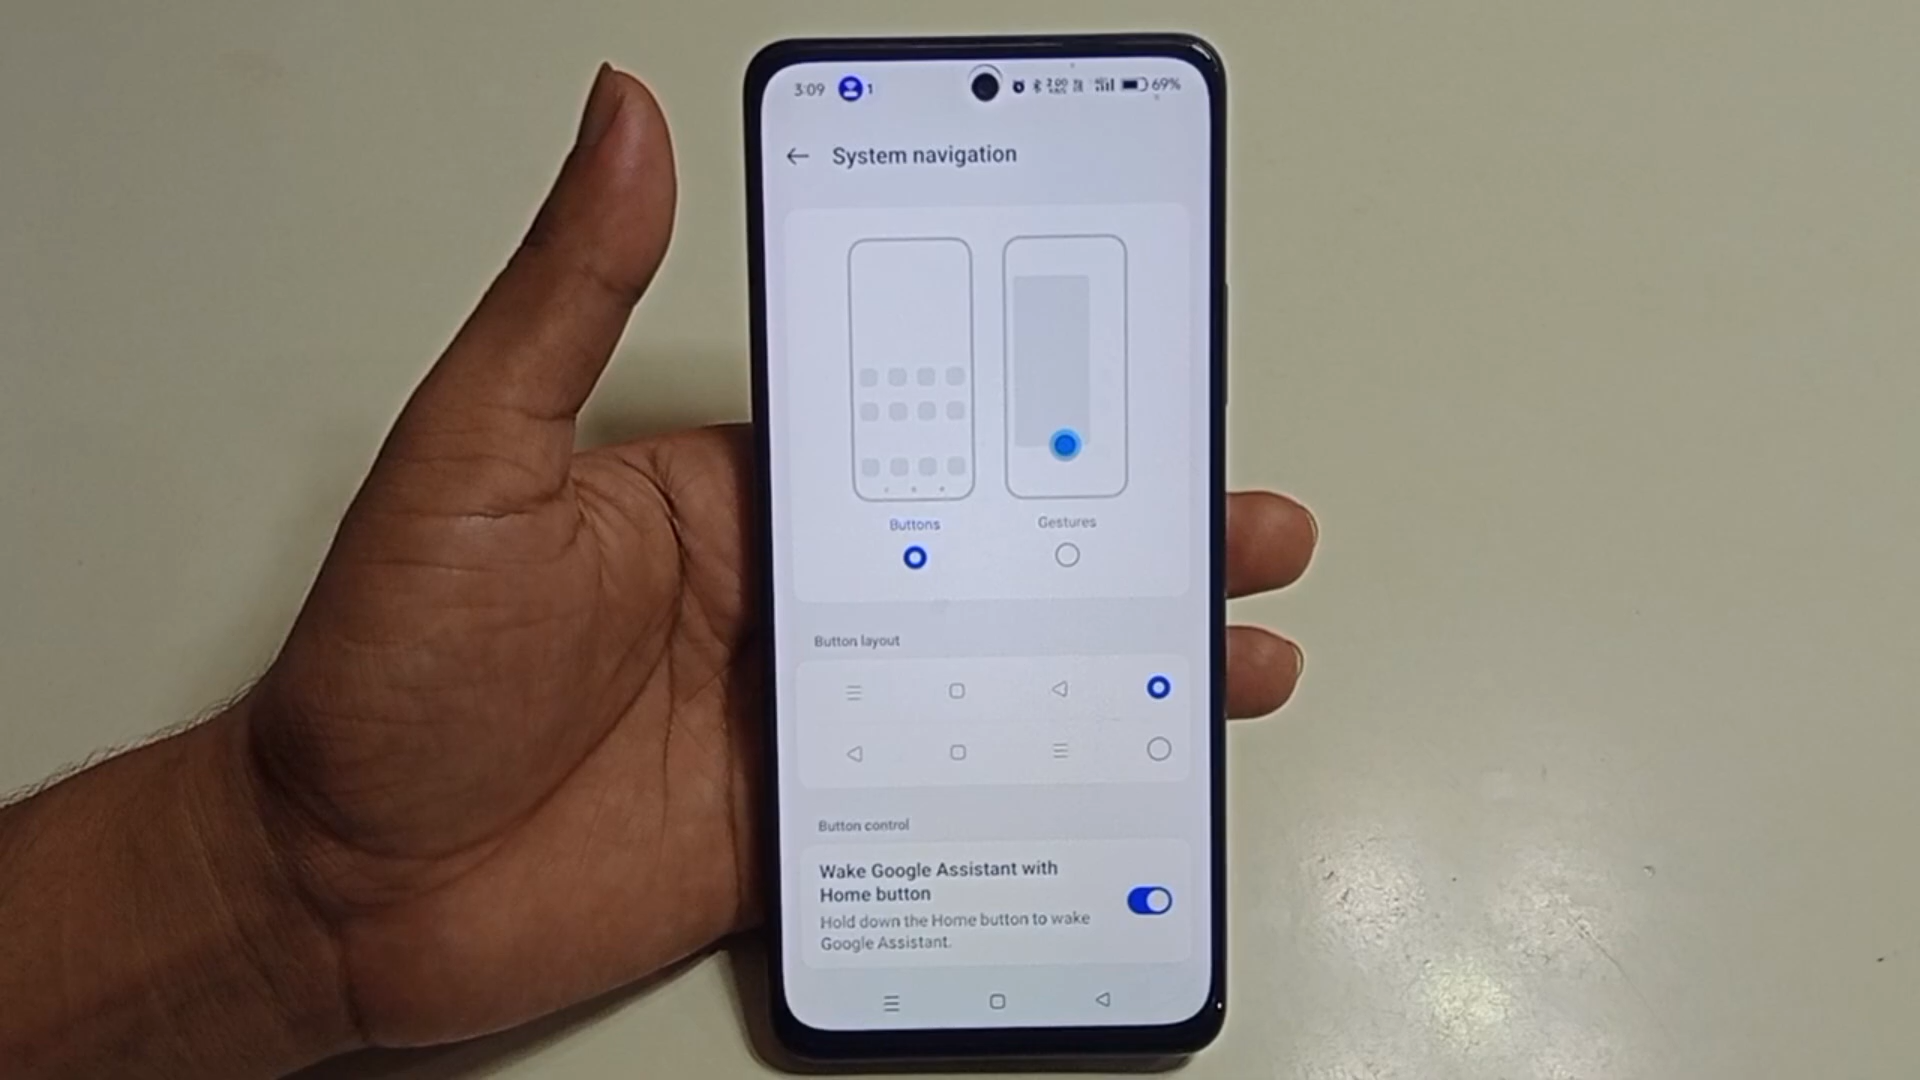 3:09 1 69%
System navigation
Buttons Gestures
Button layout
Button control
Wake Google Assistant with
Home button
Hold down the Home button to wake
Google Assistant.